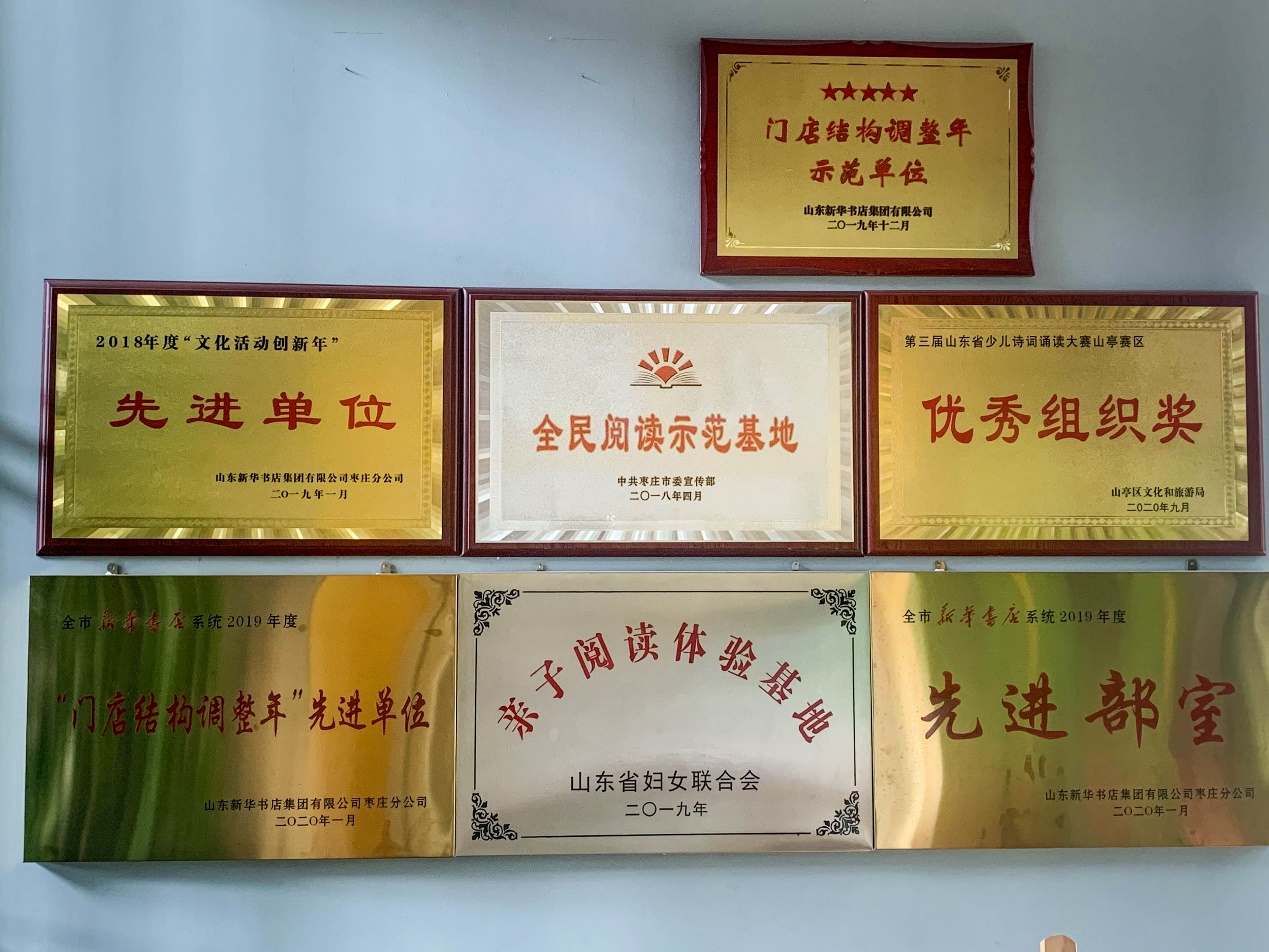 ★★★★★
门店结构调整年
示范单位
山东新华书店集团有限公司
二〇一九年十二月
2018年度“文化活动创新年”
先进单位
山东新华书店集团有限公司枣庄分公司
二〇一九年一月
全民阅读示范基地
中共枣庄市委宣传部
二〇一八年四月
第三届山东省少儿诗词诵读大赛山亭赛区
优秀组织奖
山亭区文化和旅游局
二〇二〇年九月
全市新华书店系统2019年度
“门店结构调整年”先进单位
山东新华书店集团有限公司枣庄分公司
二〇二〇年一月
亲子阅读体验基地
山东省妇女联合会
二〇一九年
全市新华书店系统2019年度
先进部室
山东新华书店集团有限公司枣庄分公司
二〇二〇年一月